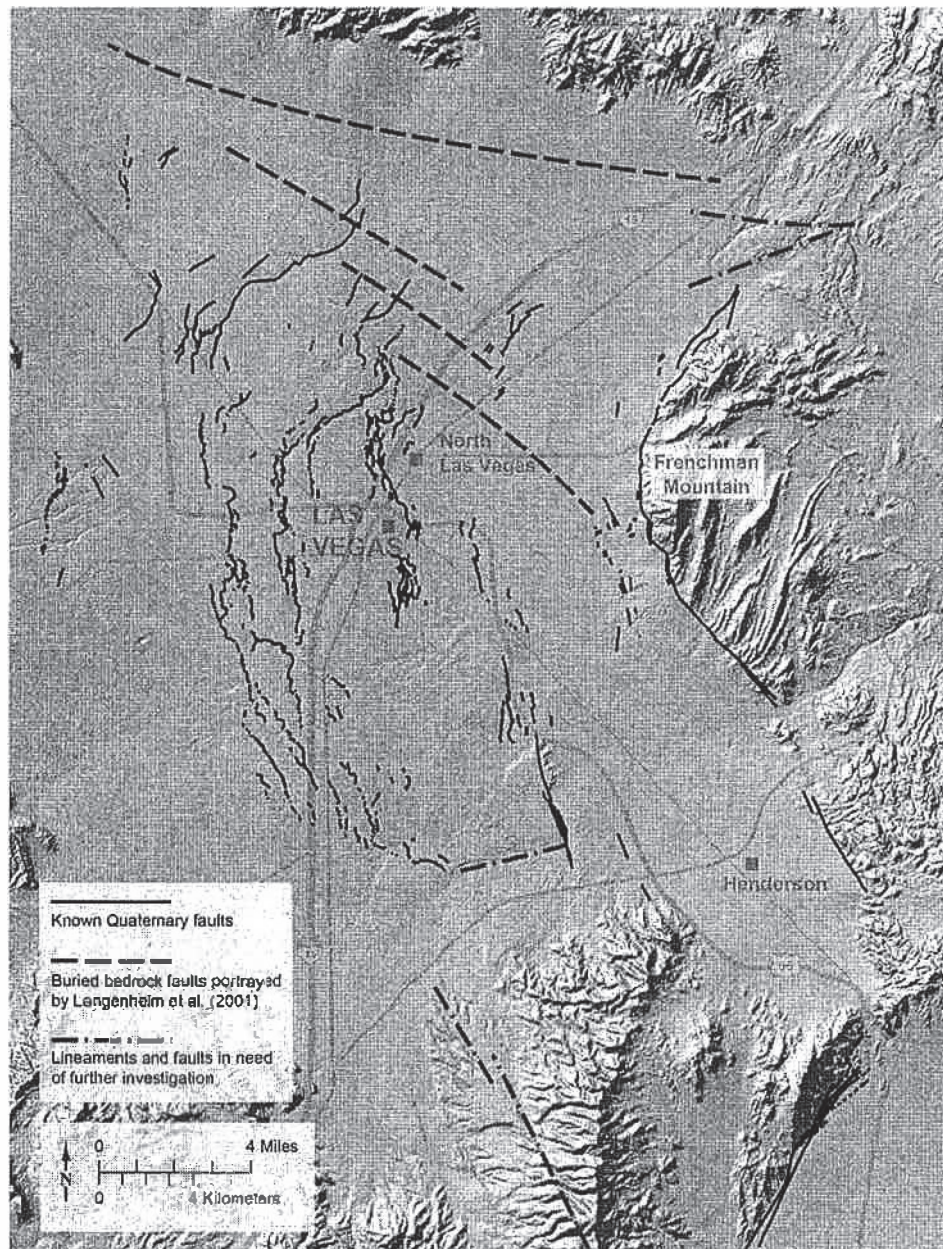 North
Las Vegas
Frenchman
Mountain
LAS
VEGAS
Henderson
Known Quaternary faults
Buried bedrock faults portrayed
by Langenheim et al. (2001)
Lineaments and faults in need
of further investigation
0 4 Miles
N
0 4 Kilometers
15